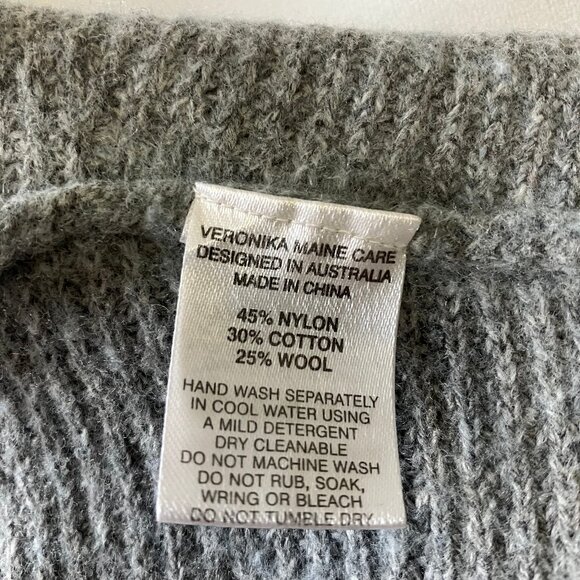 VERONIKA MAINE CARE
DESIGNED IN AUSTRALIA
MADE IN CHINA
45% NYLON
30% COTTON
25% WOOL
HAND WASH SEPARATELY
IN COOL WATER USING
A MILD DETERGENT
DRY CLEANABLE
DO NOT MACHINE WASH
DO NOT RUB, SOAK,
WRING OR BLEACH
DO NOT TUMBLE DRY